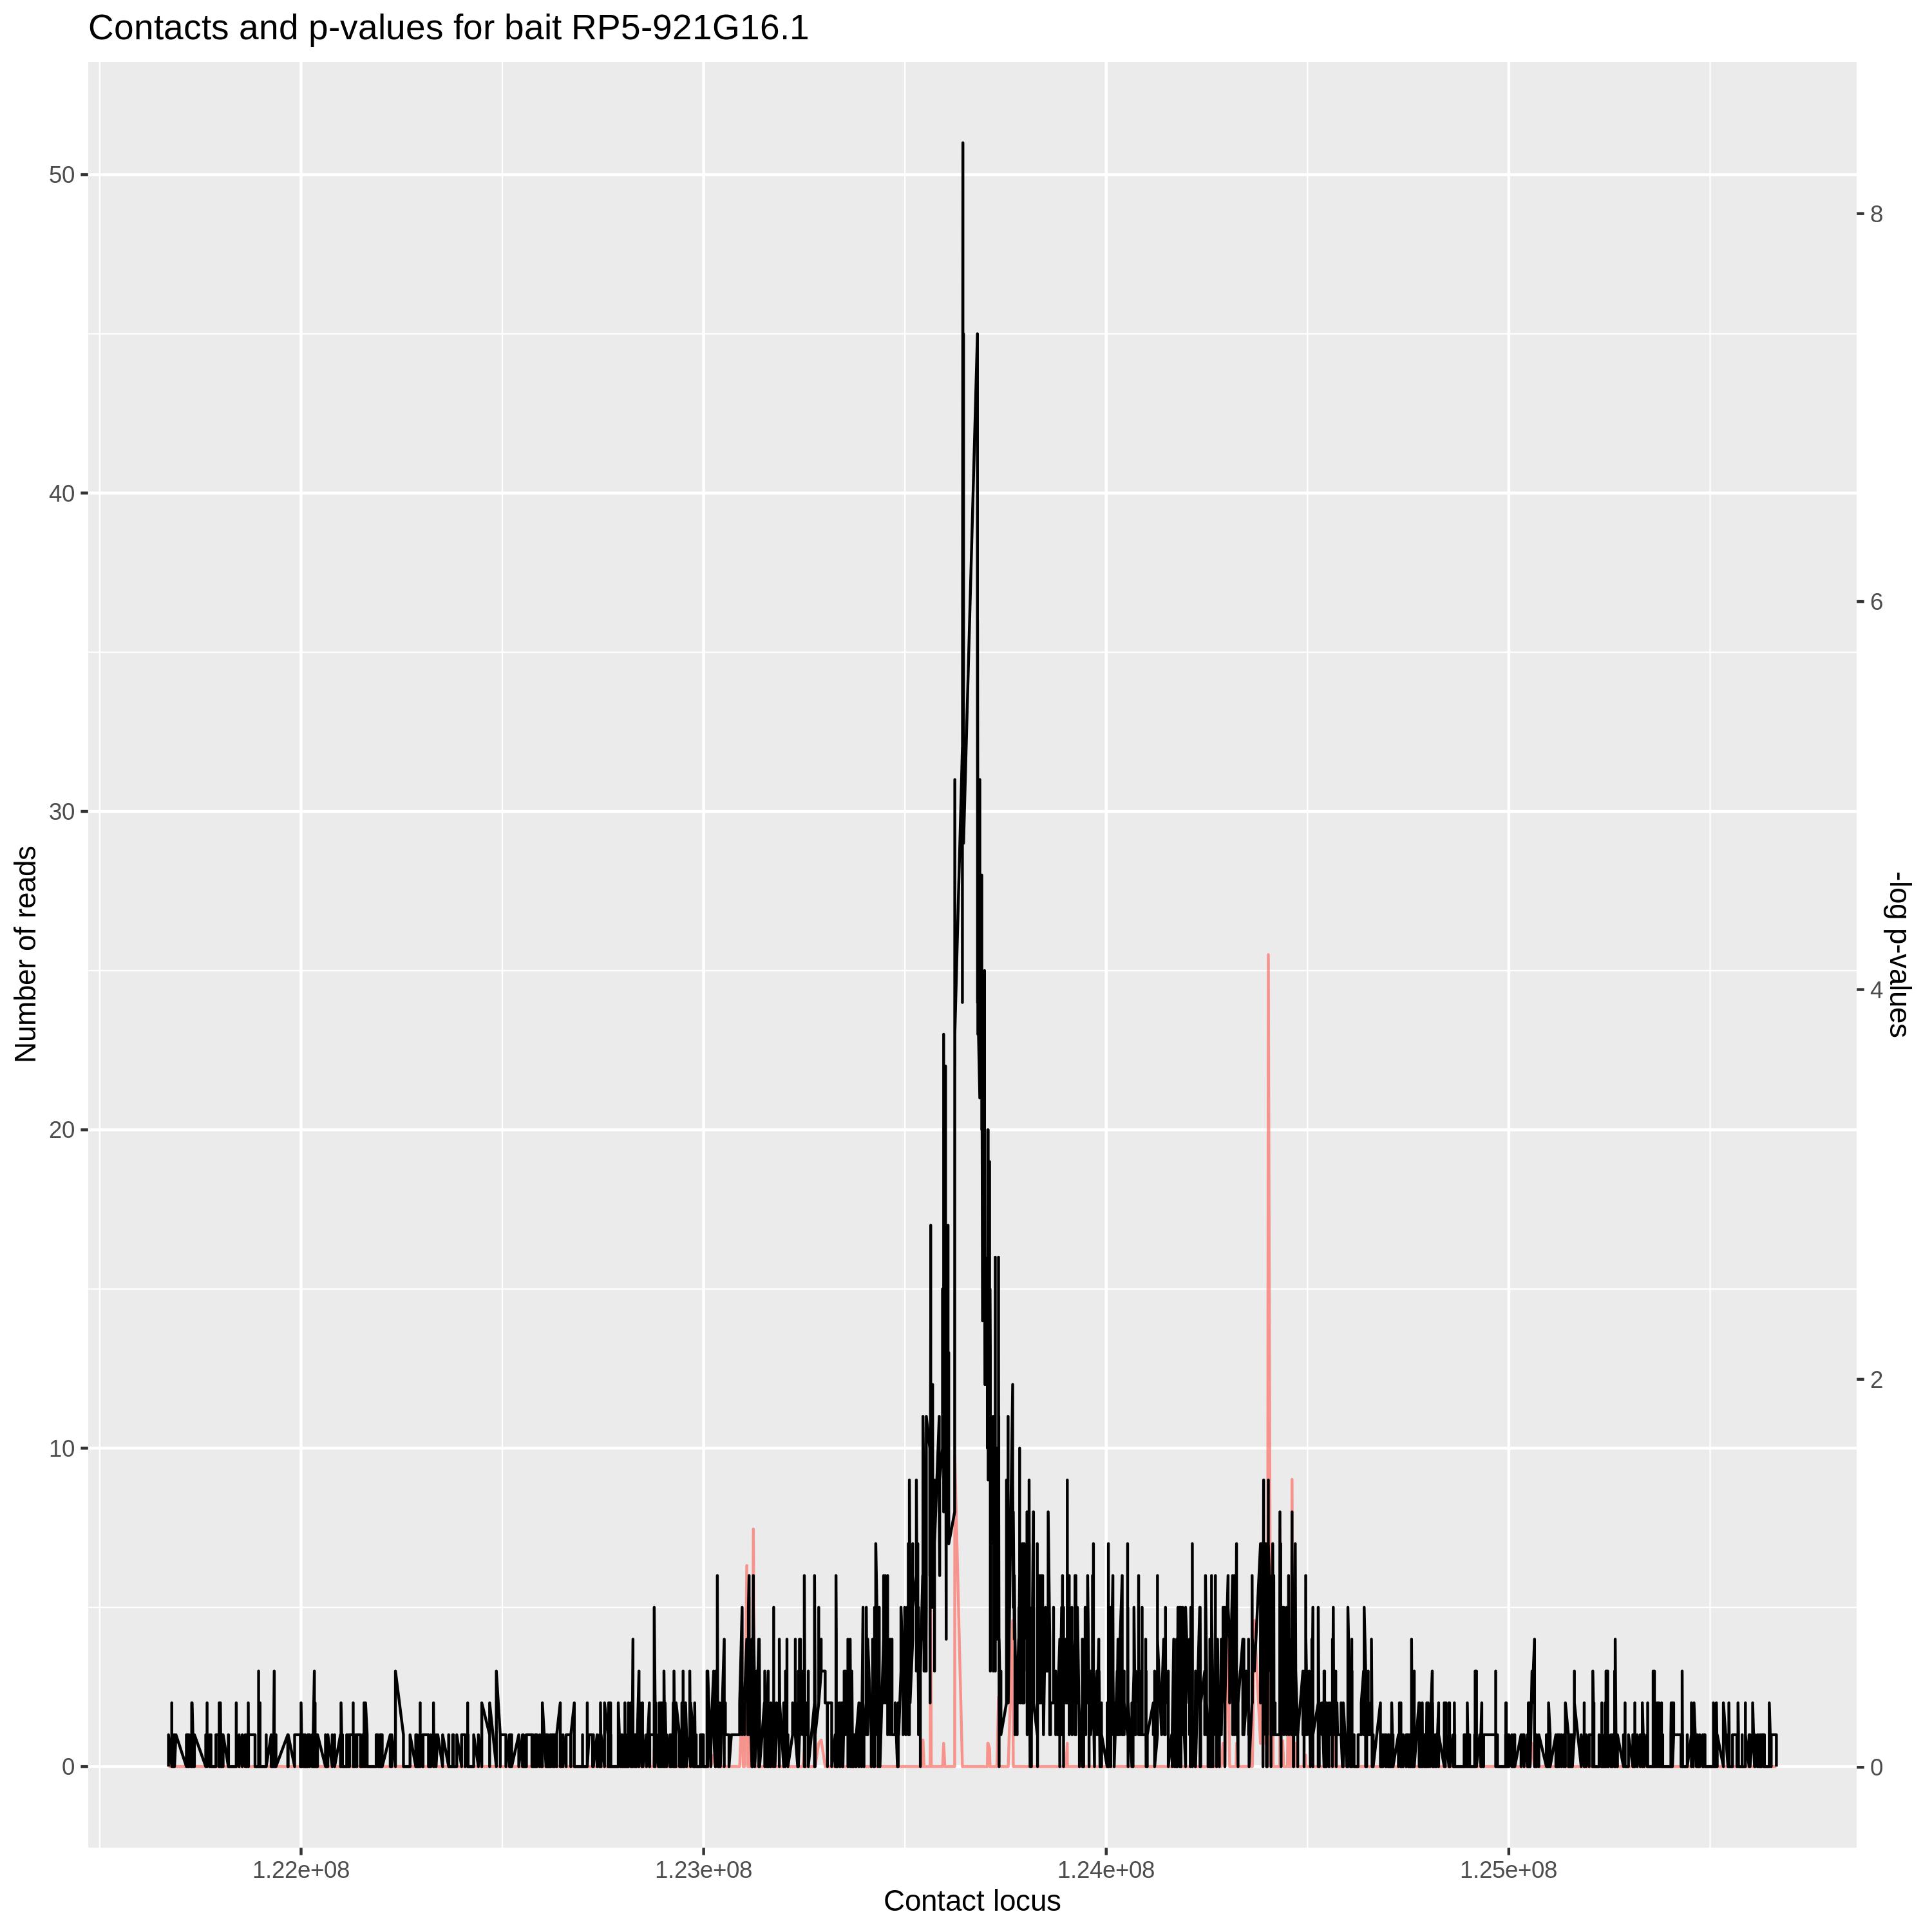 Contacts and p-values for bait RP5-921G16.1
Number of reads
50
40
30
20
10
0
8
6
4
2
0
-log p-values
1.22e+08 1.23e+08 1.24e+08 1.25e+08
Contact locus